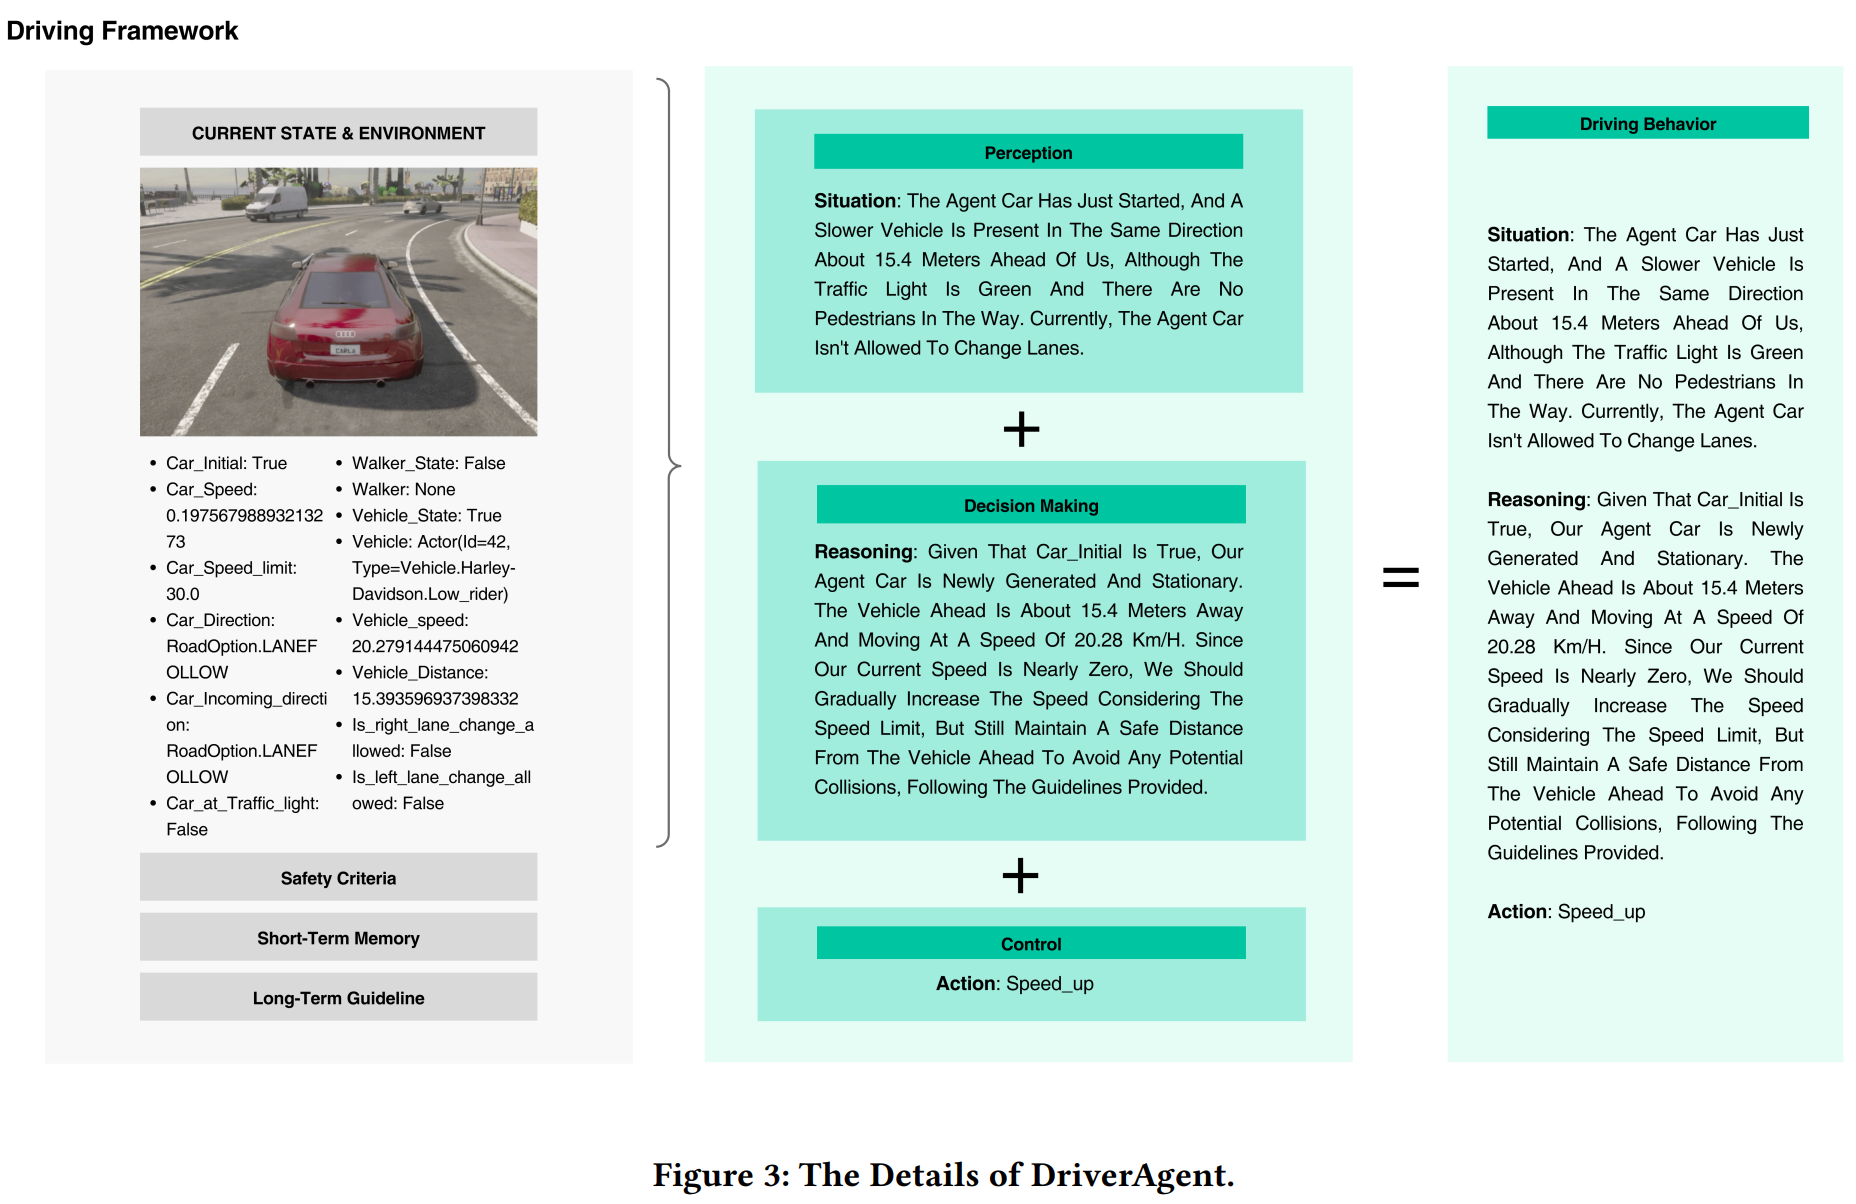 Driving Framework
CURRENT STATE & ENVIRONMENT
CARLA
• Car_Initial: True
• Car_Speed:
0.197567988932132
73
• Car_Speed_limit:
30.0
• Car_Direction:
RoadOption.LANEF
OLLOW
• Car_Incoming_directi
on:
RoadOption.LANEF
OLLOW
• Car_at_Traffic_light:
False
• Walker_State: False
• Walker: None
• Vehicle_State: True
• Vehicle: Actor(Id=42,
Type=Vehicle.Harley-
Davidson.Low_rider)
• Vehicle_speed:
20.279144475060942
• Vehicle_Distance:
15.393596937398332
• Is_right_lane_change_a
llowed: False
• Is_left_lane_change_all
owed: False
Safety Criteria
Short-Term Memory
Long-Term Guideline
Perception
Situation: The Agent Car Has Just Started, And A
Slower Vehicle Is Present In The Same Direction
About 15.4 Meters Ahead Of Us, Although The
Traffic Light Is Green And There Are No
Pedestrians In The Way. Currently, The Agent Car
Isn't Allowed To Change Lanes.
+
Decision Making
Reasoning: Given That Car_Initial Is True, Our
Agent Car Is Newly Generated And Stationary.
The Vehicle Ahead Is About 15.4 Meters Away
And Moving At A Speed Of 20.28 Km/H. Since
Our Current Speed Is Nearly Zero, We Should
Gradually Increase The Speed Considering The
Speed Limit, But Still Maintain A Safe Distance
From The Vehicle Ahead To Avoid Any Potential
Collisions, Following The Guidelines Provided.
+
Control
Action: Speed_up
=
Driving Behavior
Situation: The Agent Car Has Just
Started, And A Slower Vehicle Is
Present In The Same Direction
About 15.4 Meters Ahead Of Us,
Although The Traffic Light Is Green
And There Are No Pedestrians In
The Way. Currently, The Agent Car
Isn't Allowed To Change Lanes.
Reasoning: Given That Car_Initial Is
True, Our Agent Car Is Newly
Generated And Stationary. The
Vehicle Ahead Is About 15.4 Meters
Away And Moving At A Speed Of
20.28 Km/H. Since Our Current
Speed Is Nearly Zero, We Should
Gradually Increase The Speed
Considering The Speed Limit, But
Still Maintain A Safe Distance From
The Vehicle Ahead To Avoid Any
Potential Collisions, Following The
Guidelines Provided.
Action: Speed_up
Figure 3: The Details of DriverAgent.